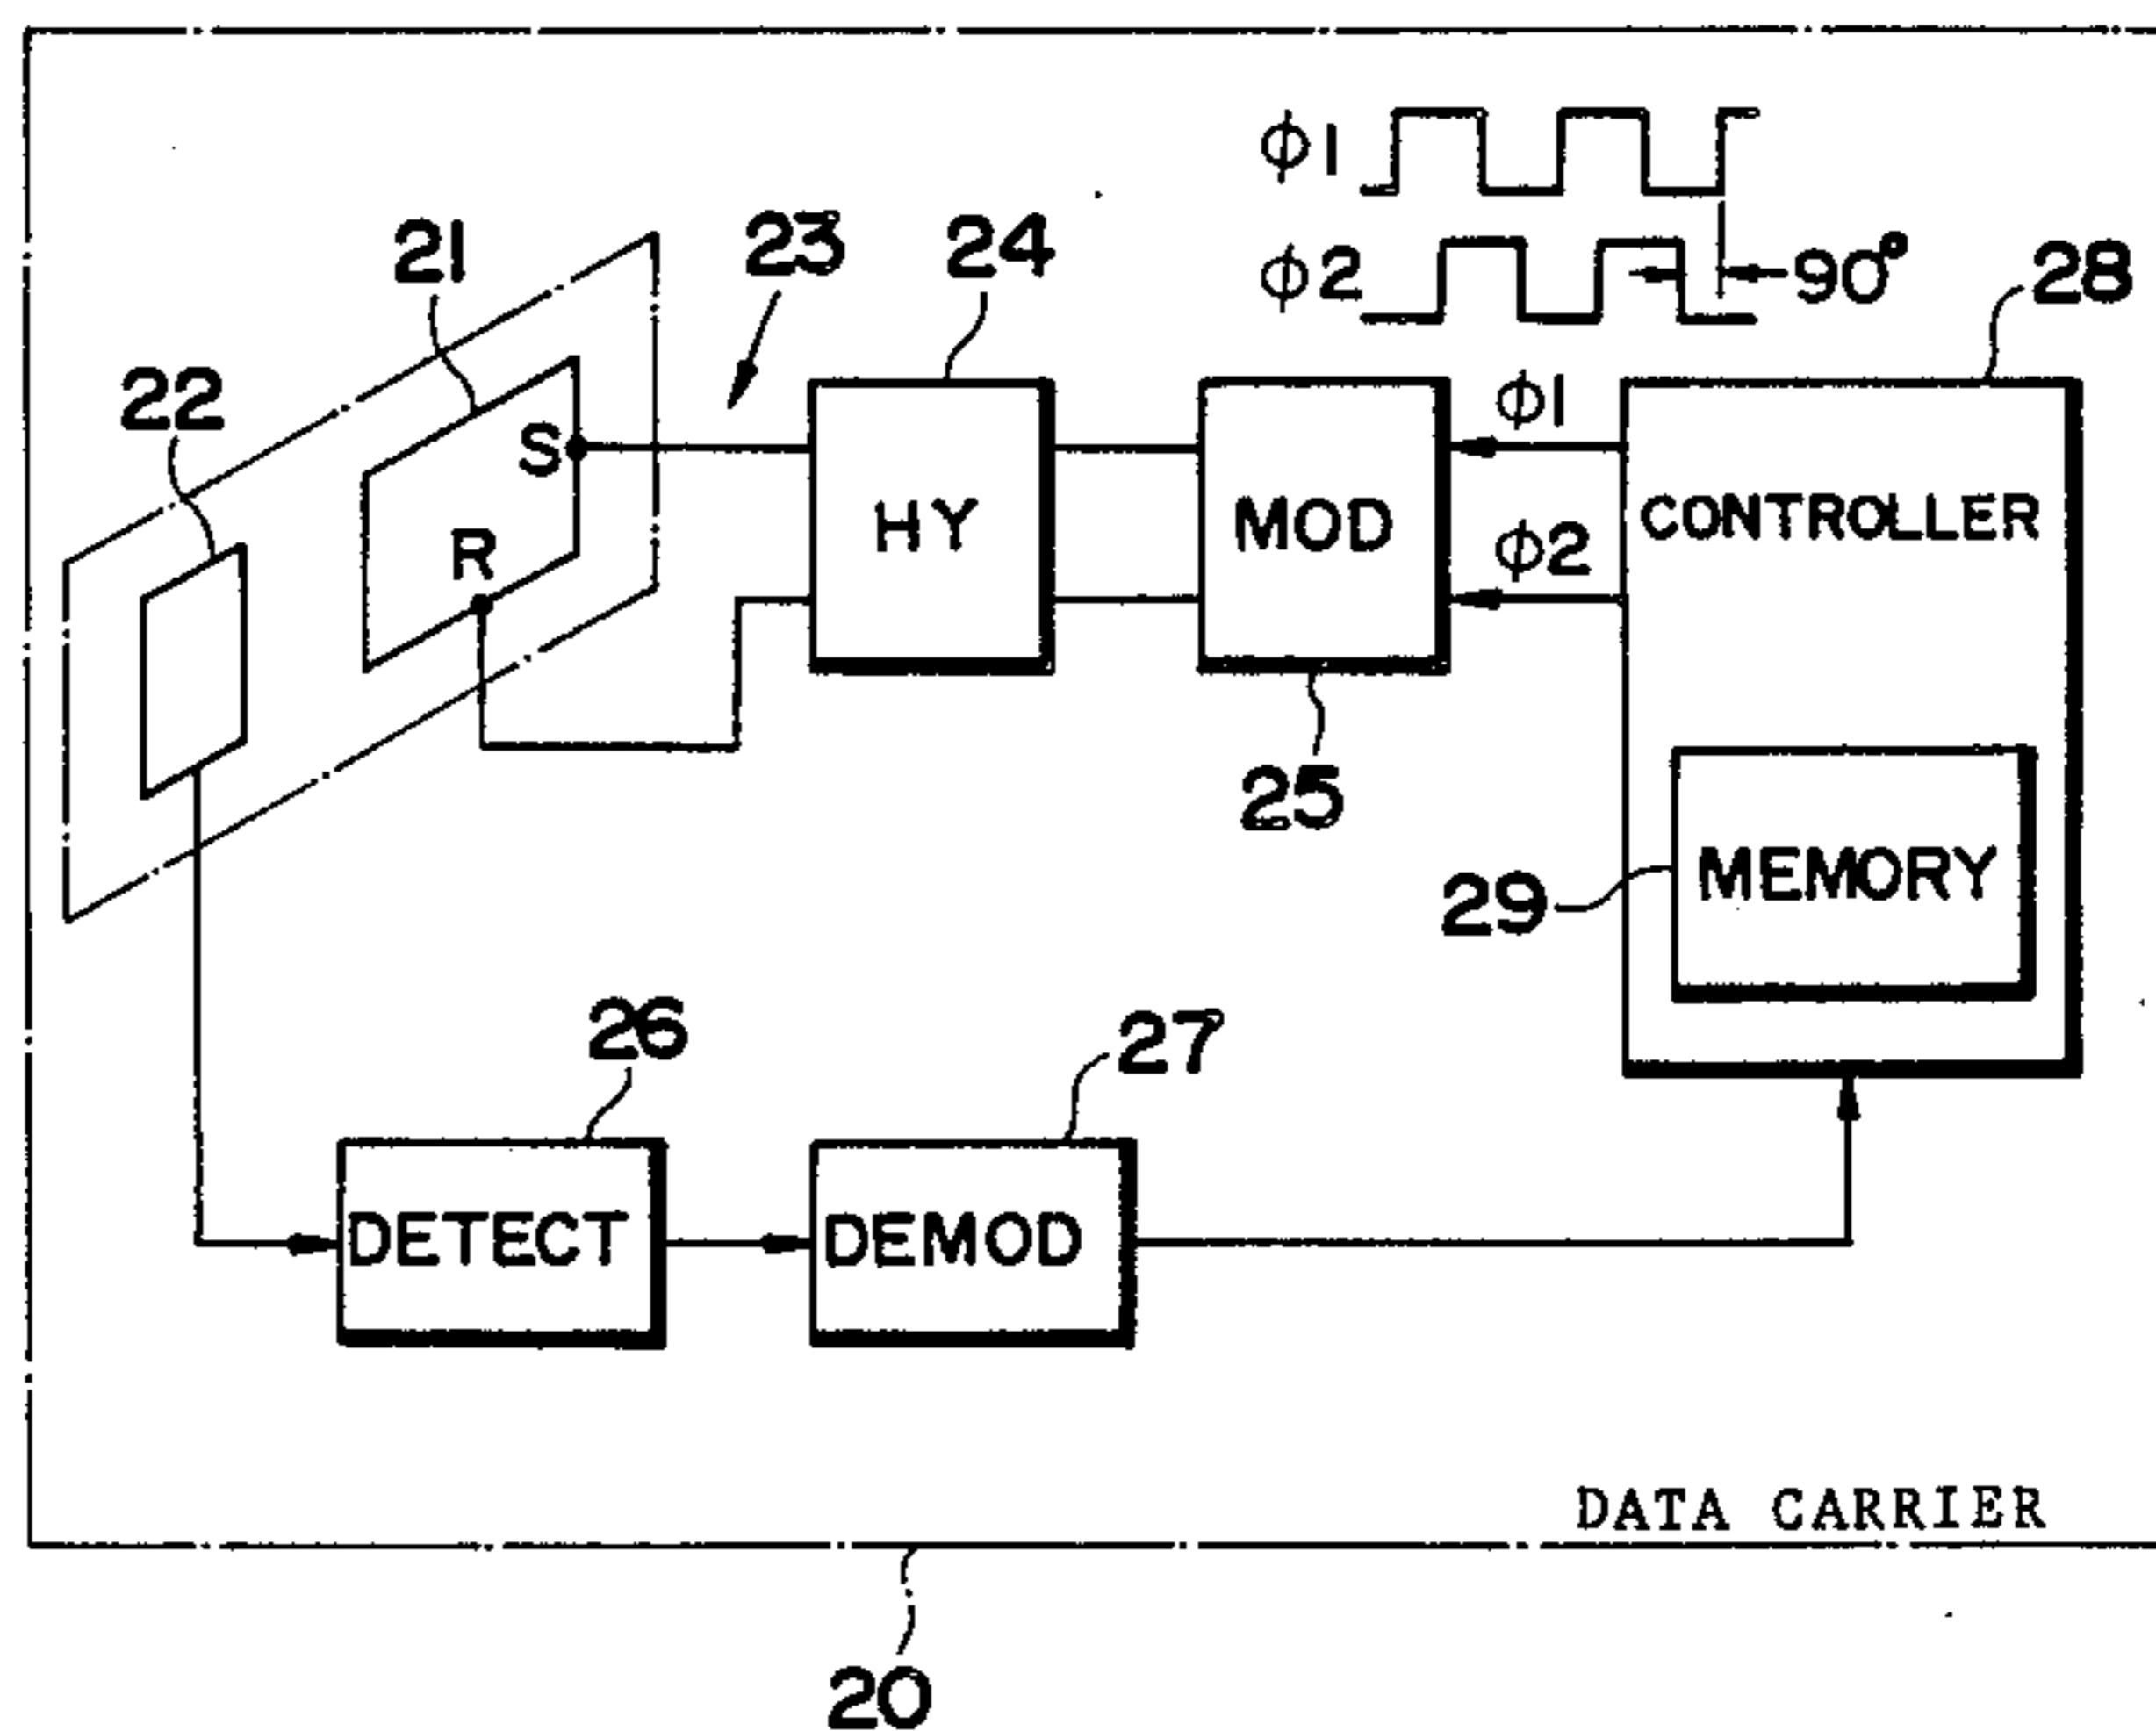 ϕ1
ϕ2
90°
21
23
24
28
22
S
R
HY
MOD
ϕ1
ϕ2
CONTROLLER
25
29
MEMORY
26
27
DETECT
DEMOD
DATA CARRIER
20